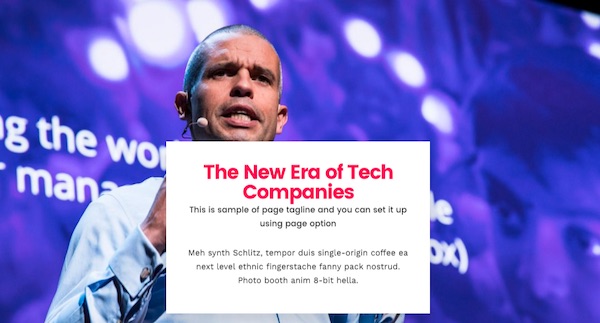 ng the wor
r mana
le
ox)
The New Era of Tech
Companies
This is sample of page tagline and you can set it up
using page option
Meh synth Schlitz, tempor duis single-origin coffee ea
next level ethnic fingerstache fanny pack nostrud.
Photo booth anim 8-bit hella.